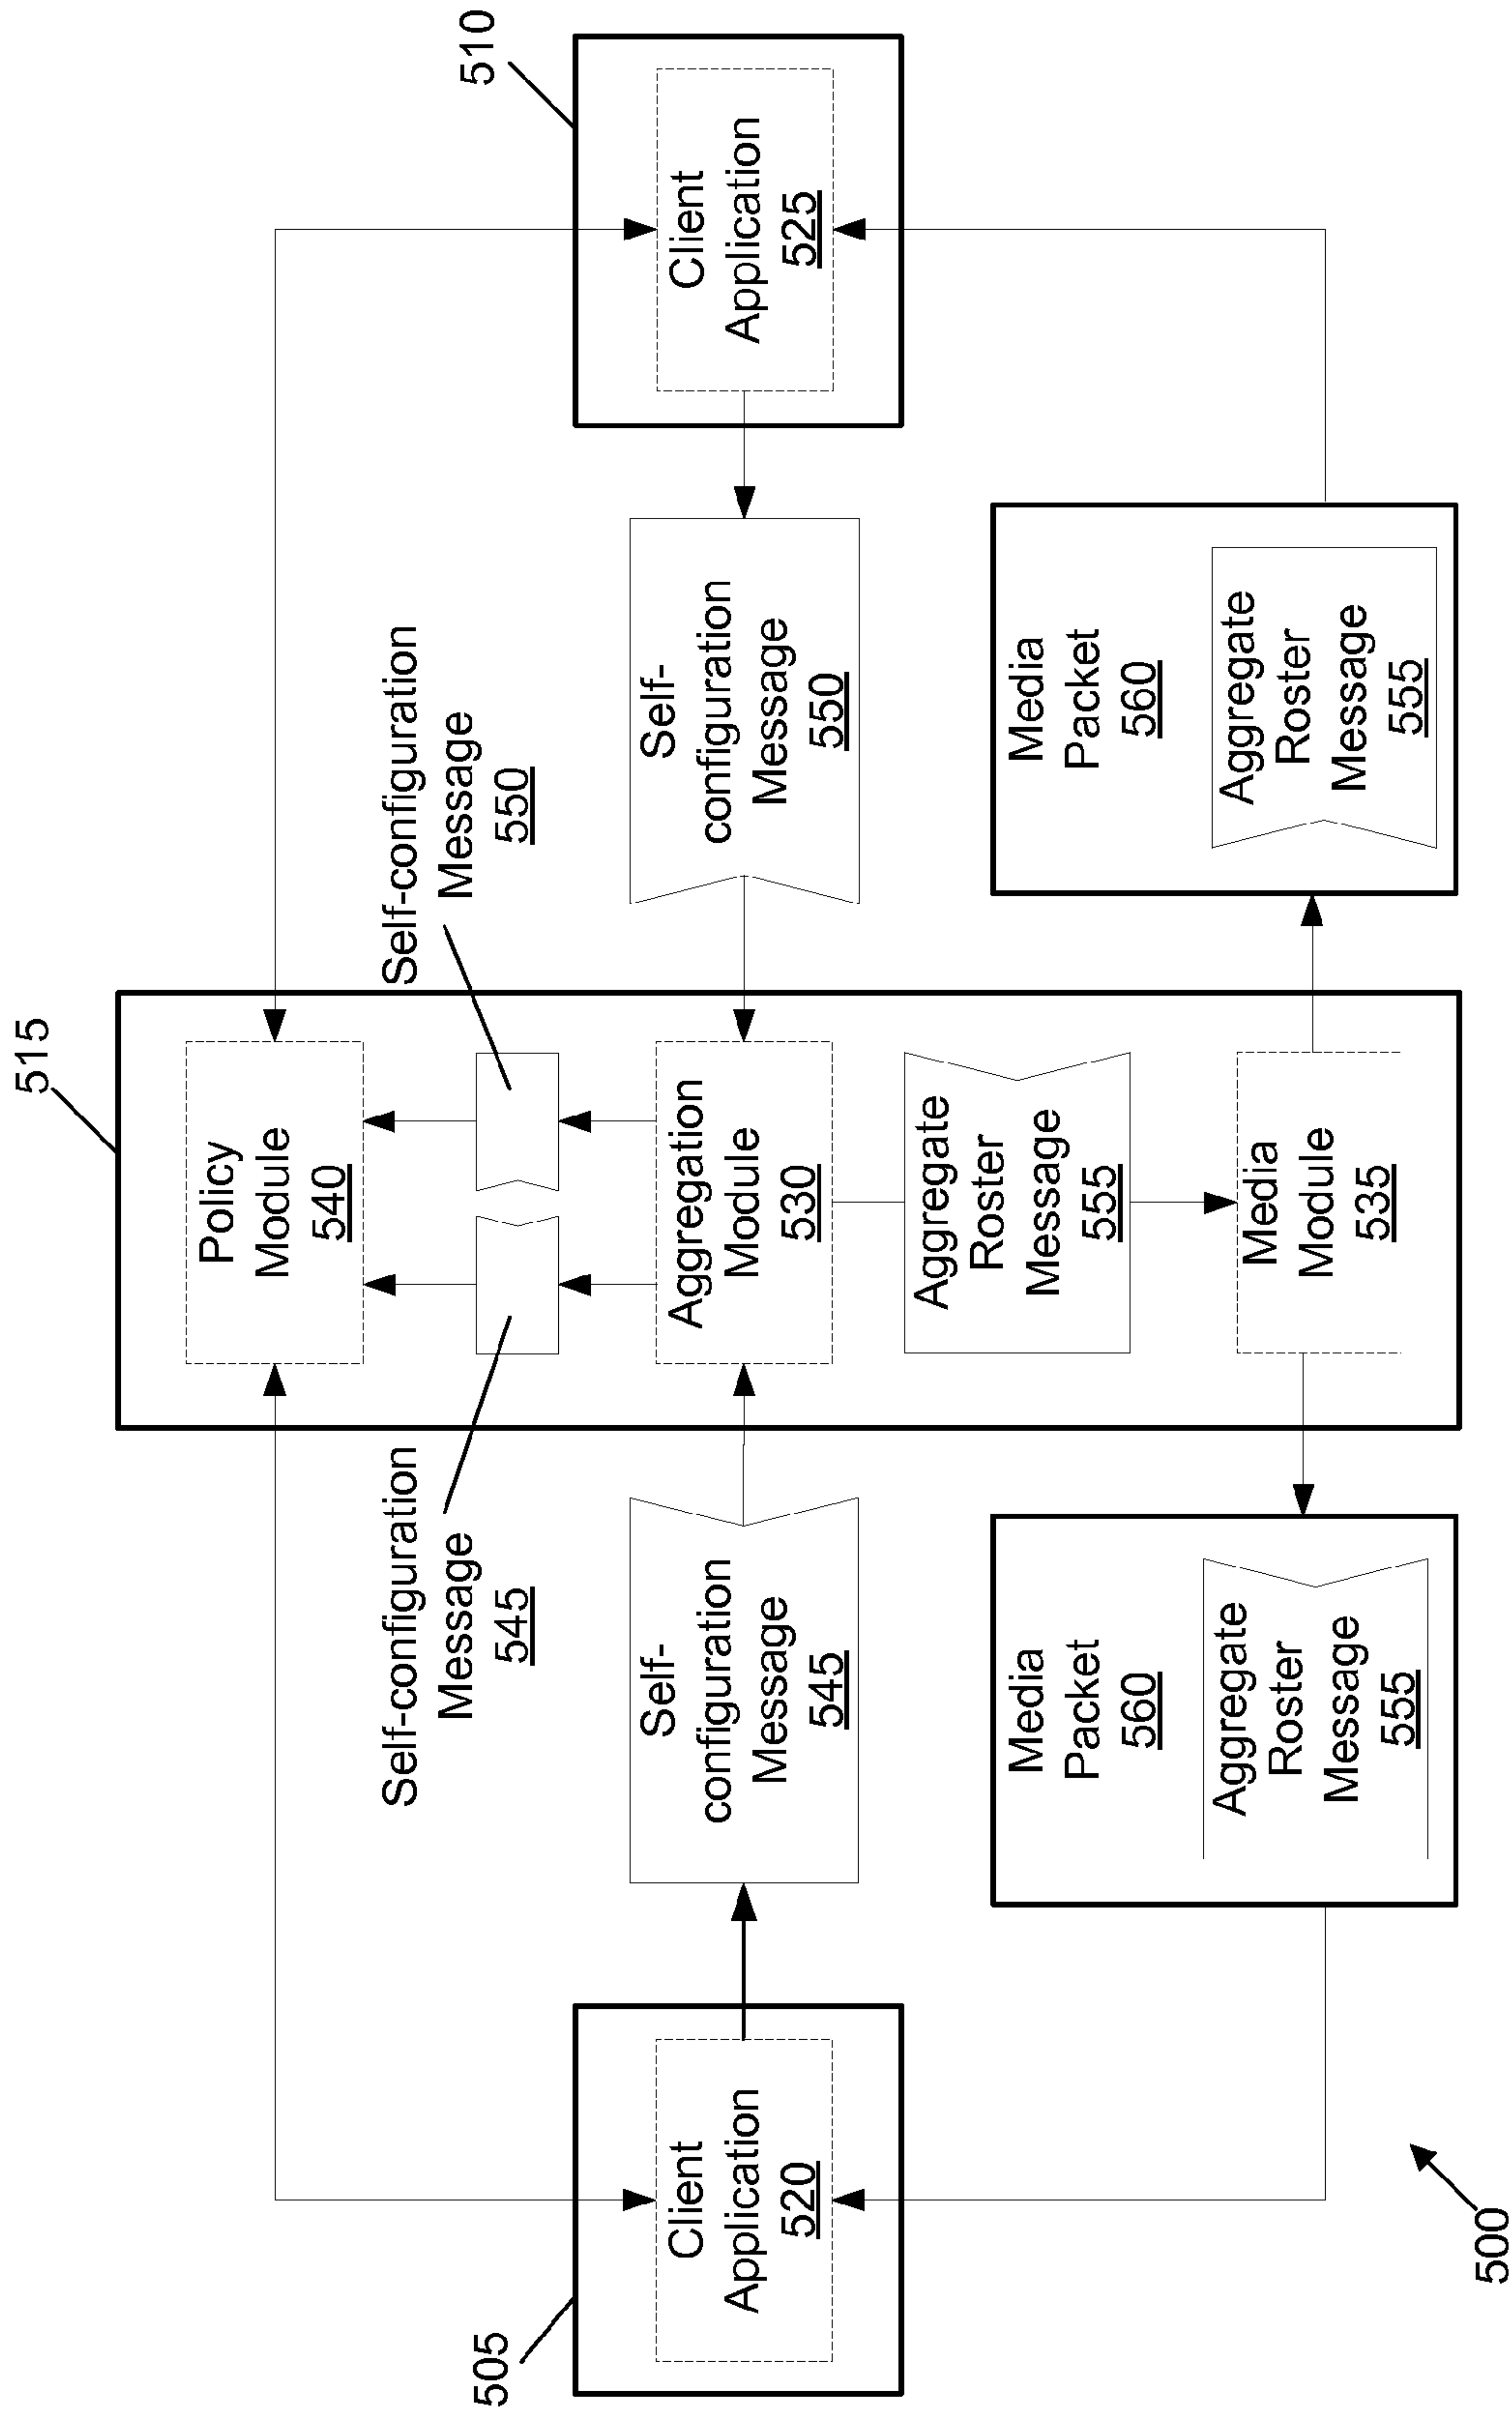 515
510
505
500
Policy
Module
540
Self-configuration
Message
545
Self-configuration
Message
550
Client
Application
520
Self-
configuration
Message
545
Aggregation
Module
530
Self-
configuration
Message
550
Client
Application
525
Aggregate
Roster
Message
555
Media
Packet
560
Aggregate
Roster
Message
555
Media
Module
535
Media
Packet
560
Aggregate
Roster
Message
555